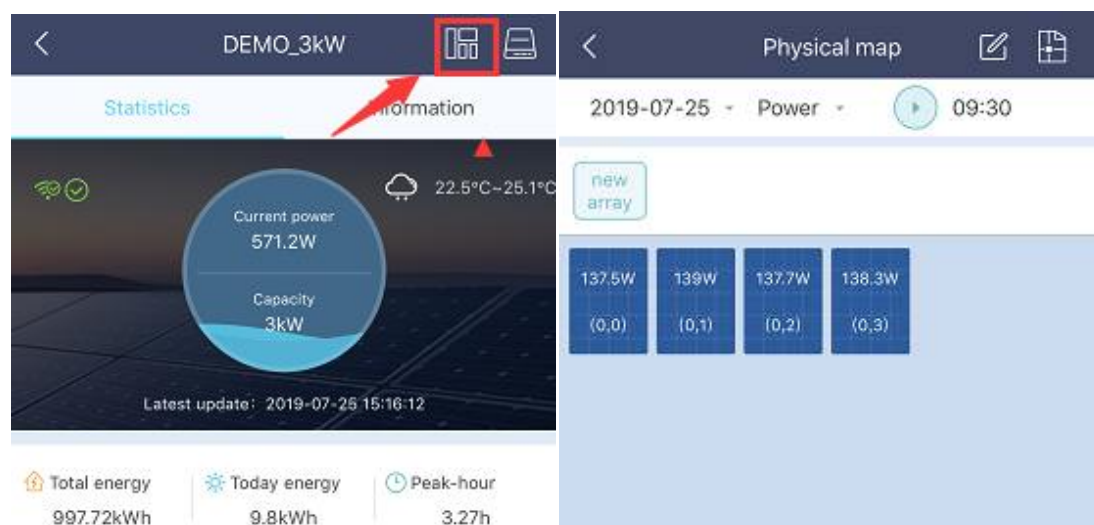 DEMO_3kW
Statistics Information
22.5°C~25.1°C
Current power
571.2W
Capacity
3kW
Latest update: 2019-07-25 15:16:12
Total energy Today energy Peak-hour
997.72kWh 9.8kWh 3.27h
Physical map
2019-07-25 Power 09:30
new
array
137.5W 139W 137.7W 138.3W
(0,0) (0,1) (0,2) (0,3)